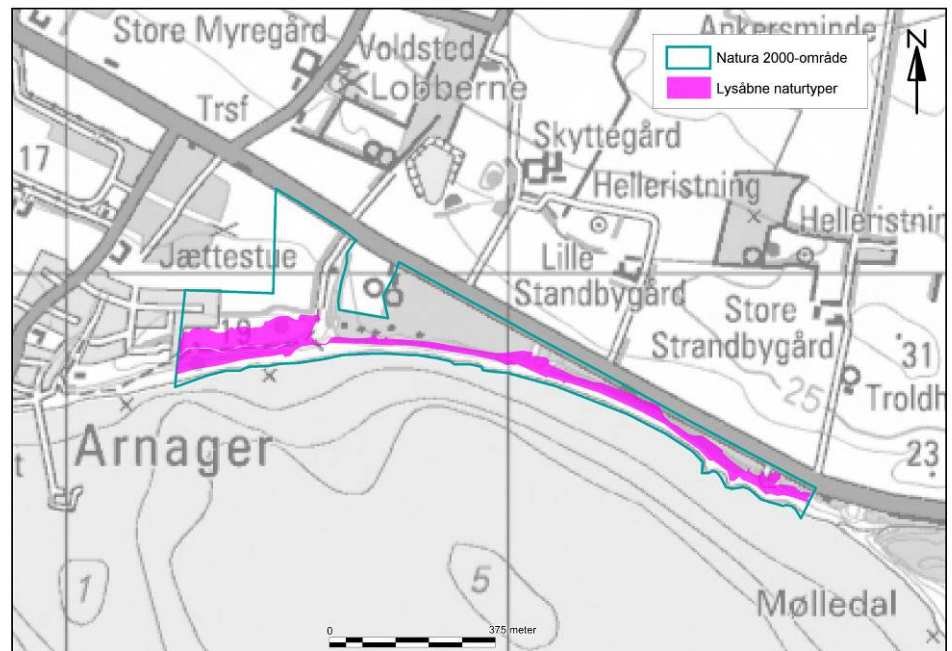 Store Myregård
Ankersminde
Voldsted
Lobberne
Natura 2000-område
Lysåbne naturtyper
N
Trsf
17
Skyttegård
Helleristning
Helleristnin
Jættestue
Lille
Standbygård
19
Store
Strandbygård
31
25
Troldh
Arnager
23
t
1
5
Mølledal
0
375 meter